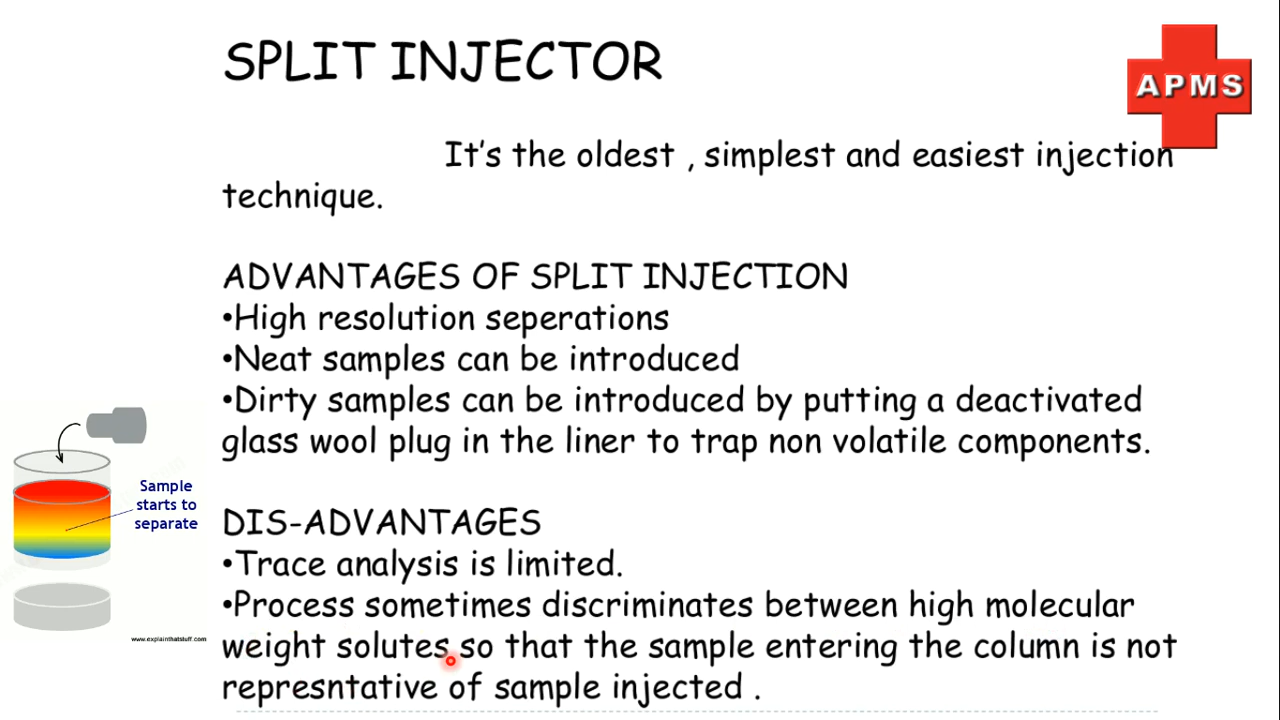 SPLIT INJECTOR
APMS
It's the oldest , simplest and easiest injection
technique.
ADVANTAGES OF SPLIT INJECTION
•High resolution seperations
•Neat samples can be introduced
•Dirty samples can be introduced by putting a deactivated
glass wool plug in the liner to trap non volatile components.
Sample
starts to
separate
www.explainthatstuff.com
DIS-ADVANTAGES
•Trace analysis is limited.
•Process sometimes discriminates between high molecular
weight solutes so that the sample entering the column is not
represntative of sample injected .